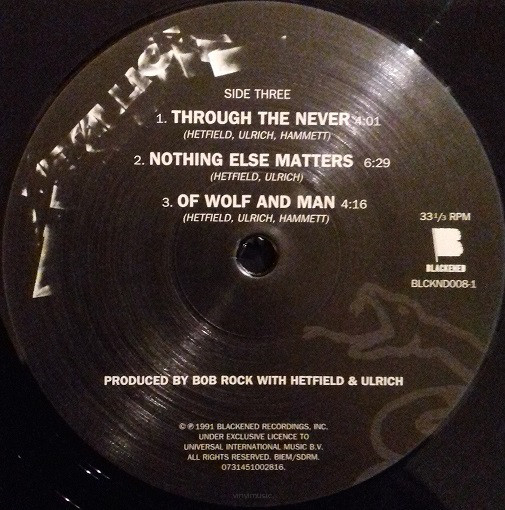 METALLICA
SIDE THREE
1. THROUGH THE NEVER 4:01
(HETFIELD, ULRICH, HAMMETT)
2. NOTHING ELSE MATTERS 6:29
(HETFIELD, ULRICH)
3. OF WOLF AND MAN 4:16
(HETFIELD, ULRICH, HAMMETT)
33 1/3 RPM
B
BLACKENED
BLCKND008-1
PRODUCED BY BOB ROCK WITH HETFIELD & ULRICH
© ℗ 1991 BLACKENED RECORDINGS, INC.
UNDER EXCLUSIVE LICENCE TO
UNIVERSAL INTERNATIONAL MUSIC B.V.
ALL RIGHTS RESERVED. BIEM/SDRM.
0731451002816.